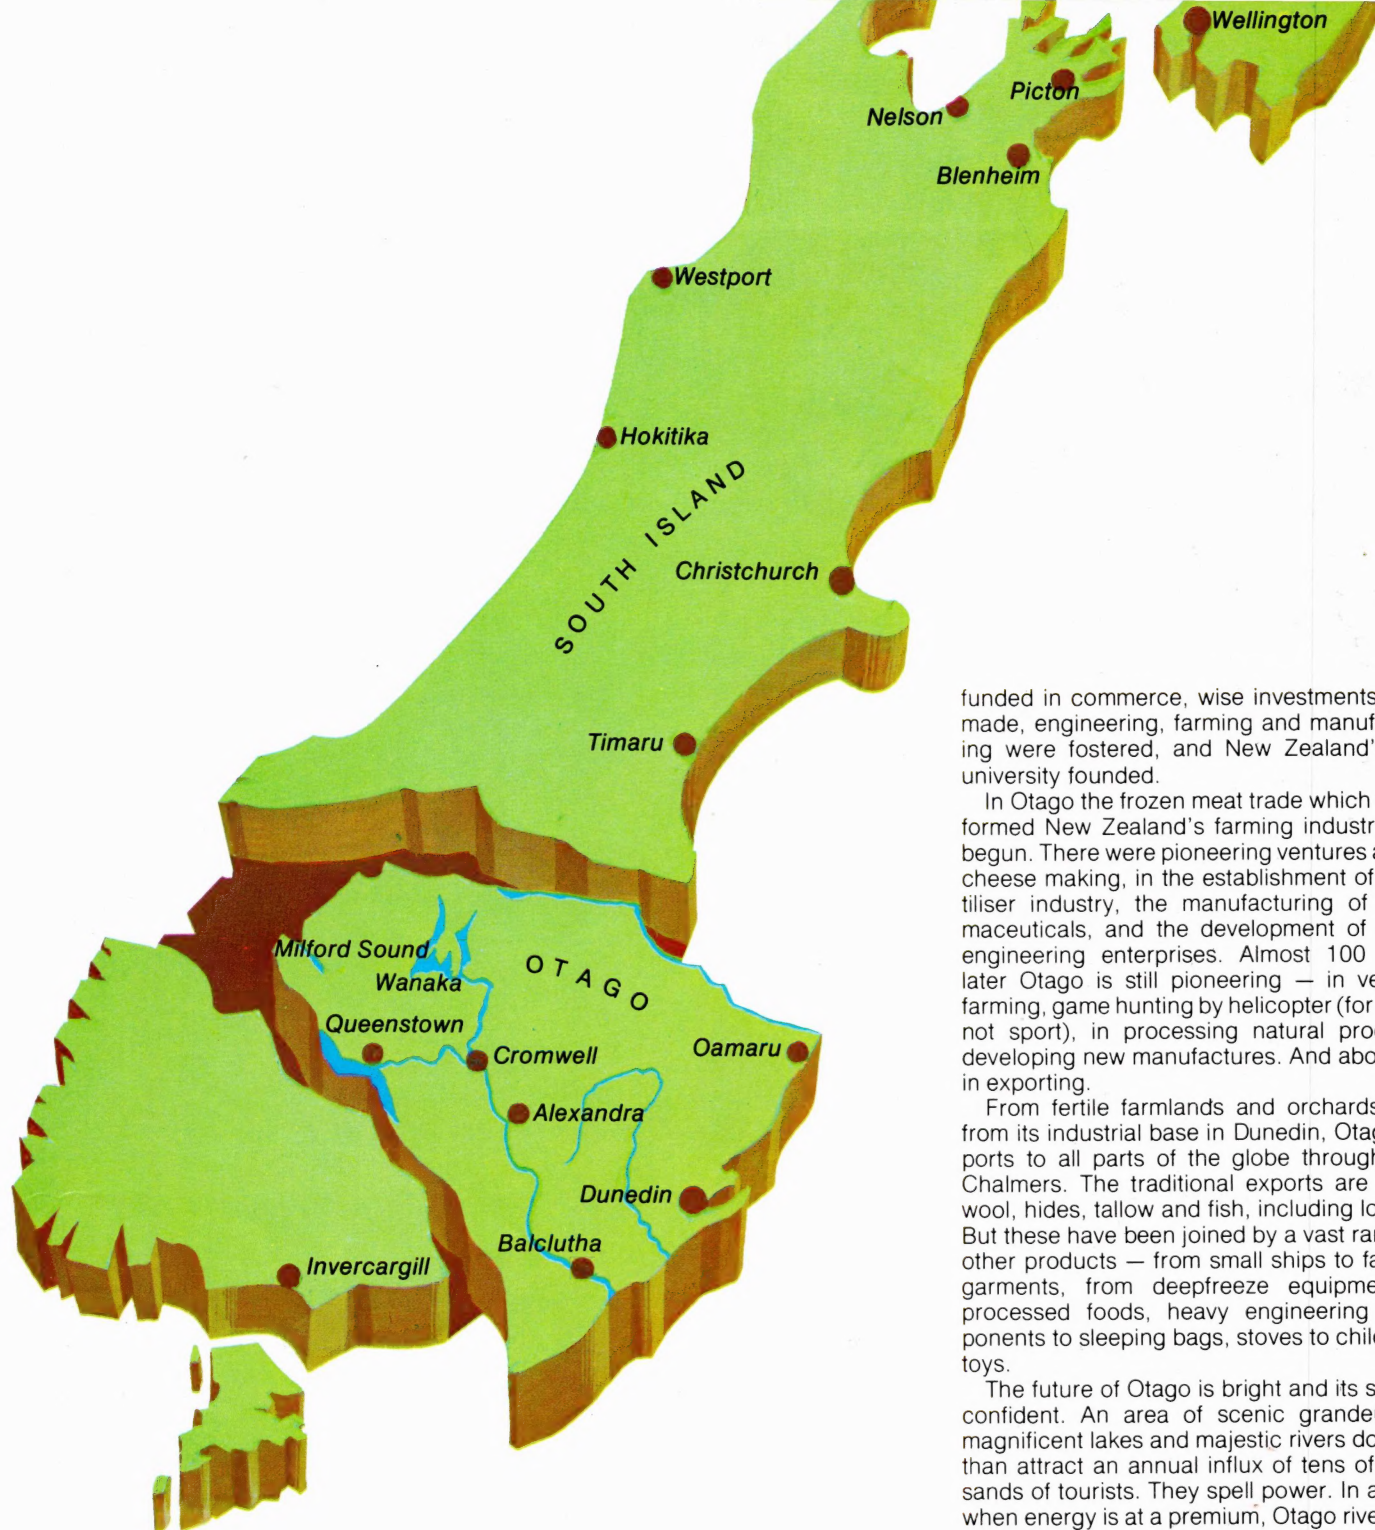 Wellington
Picton
Nelson
Blenheim
Westport
Hokitika
SOUTH ISLAND
Christchurch
Timaru
Milford Sound
Wanaka
OTAGO
Queenstown
Cromwell
Oamaru
Alexandra
Dunedin
Balclutha
Invercargill
funded in commerce, wise investments
made, engineering, farming and manuf
ing were fostered, and New Zealand'
university founded.
In Otago the frozen meat trade which
formed New Zealand's farming industr
begun. There were pioneering ventures a
cheese making, in the establishment of
tiliser industry, the manufacturing of
maceuticals, and the development of
engineering enterprises. Almost 100
later Otago is still pioneering — in ve
farming, game hunting by helicopter (for
not sport), in processing natural pro
developing new manufactures. And abo
in exporting.
From fertile farmlands and orchards
from its industrial base in Dunedin, Otag
ports to all parts of the globe through
Chalmers. The traditional exports are
wool, hides, tallow and fish, including lo
But these have been joined by a vast ra
other products — from small ships to fa
garments, from deepfreeze equipme
processed foods, heavy engineering
ponents to sleeping bags, stoves to chil
toys.
The future of Otago is bright and its s
confident. An area of scenic grande
magnificent lakes and majestic rivers do
than attract an annual influx of tens of
sands of tourists. They spell power. In a
when energy is at a premium, Otago rive